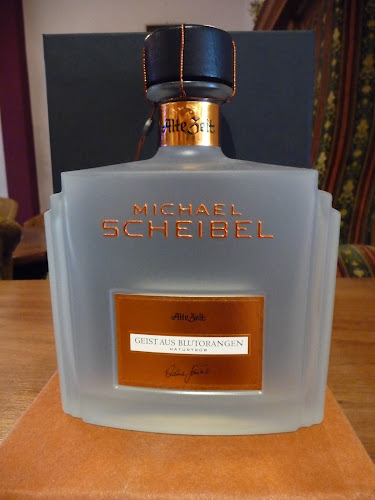 Alte Zeit
MICHAEL
SCHEIBEL
Alte Zeit
GEIST AUS BLUTORANGEN
NATURTRÜB